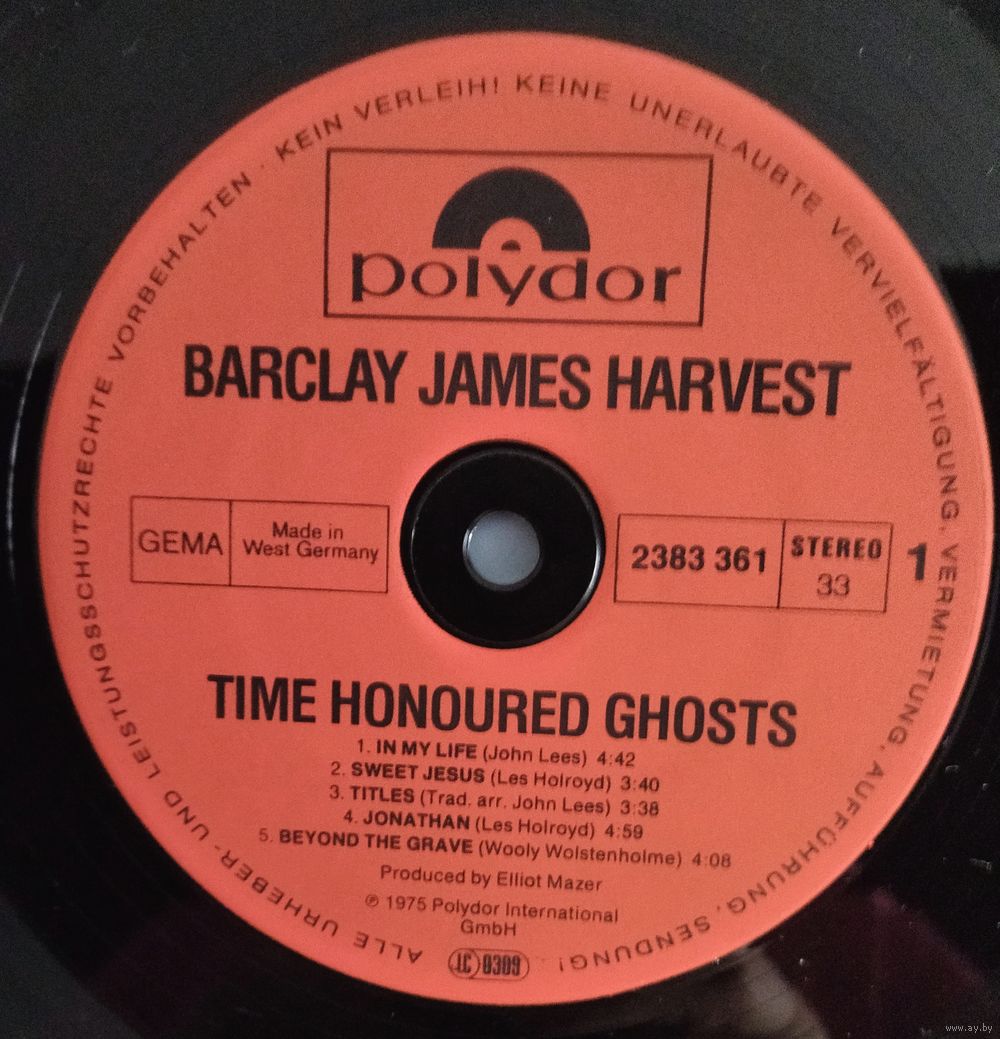 ALLE URHEBER- UND LEISTUNGSSCHUTZRECHTE VORBEHALTEN · KEIN VERLEIH! KEINE UNERLAUBTE VERVIELFÄLTIGUNG, VERMIETUNG, AUFFÜHRUNG, SENDUNG!
polydor
BARCLAY JAMES HARVEST
GEMA
Made in
West Germany
2383 361
STEREO
33
1
TIME HONOURED GHOSTS
1. IN MY LIFE (John Lees) 4:42
2. SWEET JESUS (Les Holroyd) 3:40
3. TITLES (Trad. arr. John Lees) 3:38
4. JONATHAN (Les Holroyd) 4:59
5. BEYOND THE GRAVE (Wooly Wolstenholme) 4:08
Produced by Elliot Mazer
℗ 1975 Polydor International
GmbH
LC 0309
www.ay.by